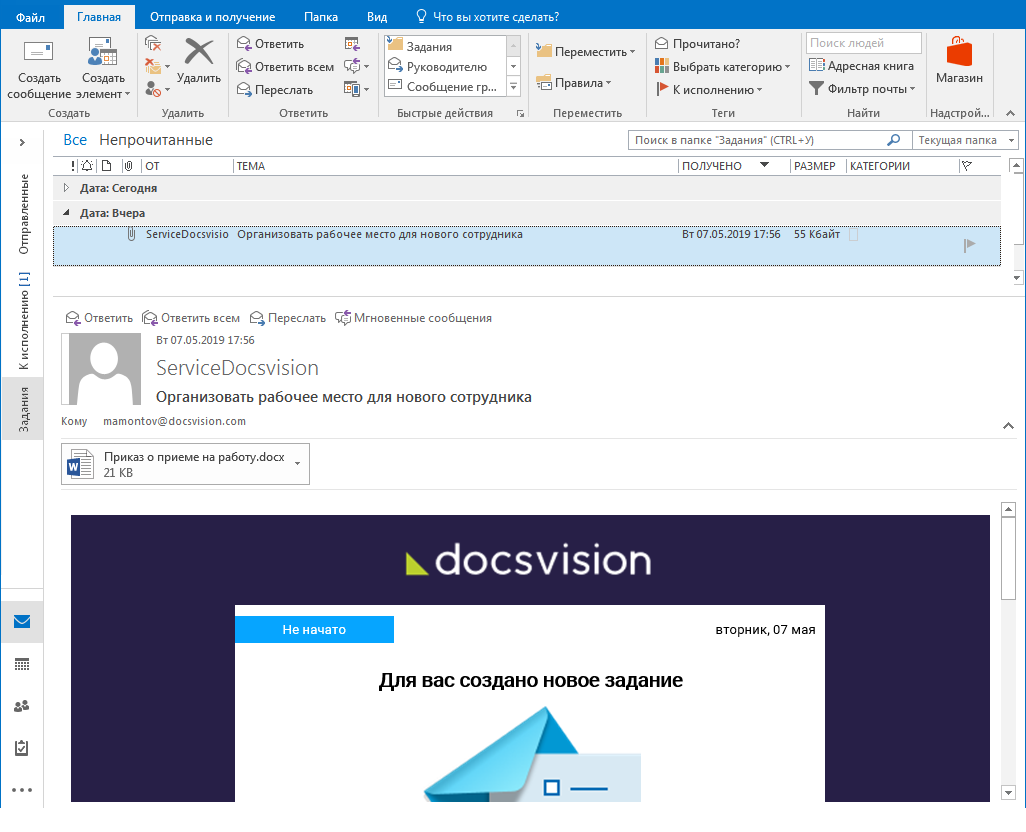 Файл Главная Отправка и получение Папка Вид Что вы хотите сделать?
Создать сообщение
Создать элемент
Создать
Удалить
Удалить
Ответить
Ответить всем
Переслать
Ответить
Задания
Руководителю
Сообщение гр...
Быстрые действия
Переместить
Правила
Переместить
Прочитано?
Выбрать категорию
К исполнению
Теги
Поиск людей
Адресная книга
Фильтр почты
Найти
Магазин
Надстрой...
Все Непрочитанные
Поиск в папке "Задания" (CTRL+У) Текущая папка
! ОТ ТЕМА ПОЛУЧЕНО РАЗМЕР КАТЕГОРИИ
Дата: Сегодня
Дата: Вчера
ServiceDocsvisio Организовать рабочее место для нового сотрудника Вт 07.05.2019 17:56 55 Кбайт
Отправленные
К исполнению [1]
Задания
Ответить Ответить всем Переслать Мгновенные сообщения
Вт 07.05.2019 17:56
ServiceDocsvision
Организовать рабочее место для нового сотрудника
Кому mamontov@docsvision.com
Приказ о приеме на работу.docx
21 KB
docsvision
Не начато вторник, 07 мая
Для вас создано новое задание